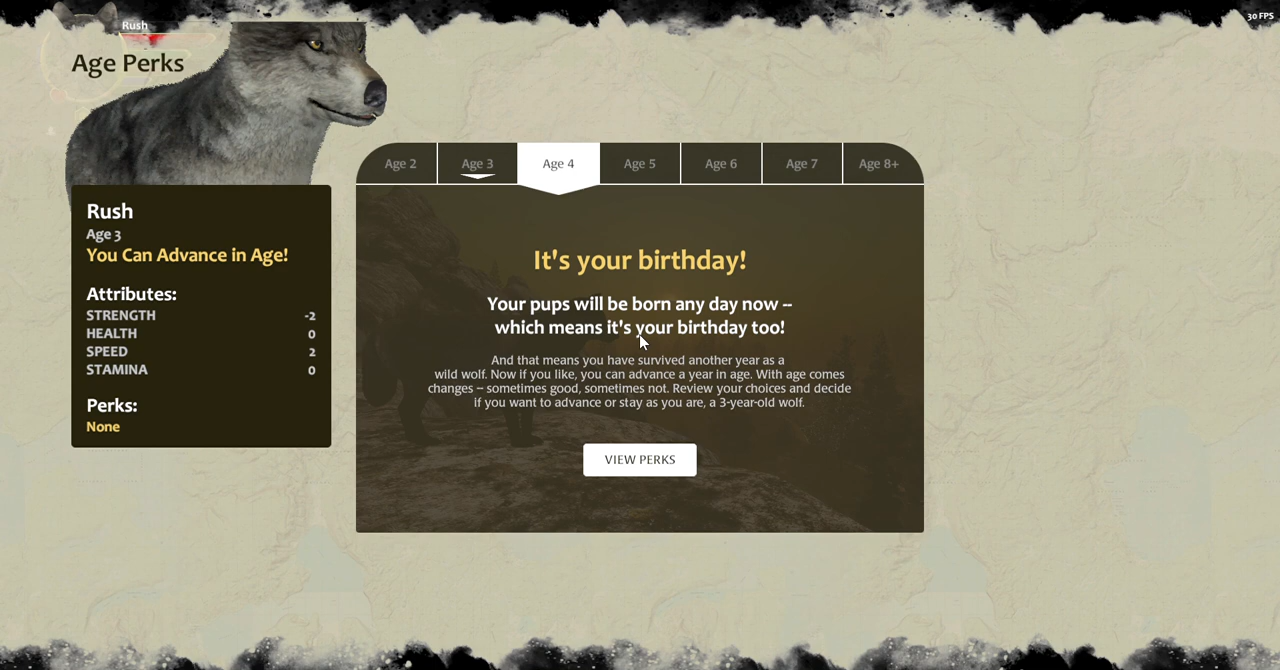 Rush
30 FPS
Age Perks
Age 2
Age 3
Age 4
Age 5
Age 6
Age 7
Age 8+
Rush
Age 3
You Can Advance in Age!
Attributes:
STRENGTH -2
HEALTH 0
SPEED 2
STAMINA 0
Perks:
None
It's your birthday!
Your pups will be born any day now --
which means it's your birthday too!
And that means you have survived another year as a
wild wolf. Now if you like, you can advance a year in age. With age comes
changes – sometimes good, sometimes not. Review your choices and decide
if you want to advance or stay as you are, a 3-year-old wolf.
VIEW PERKS